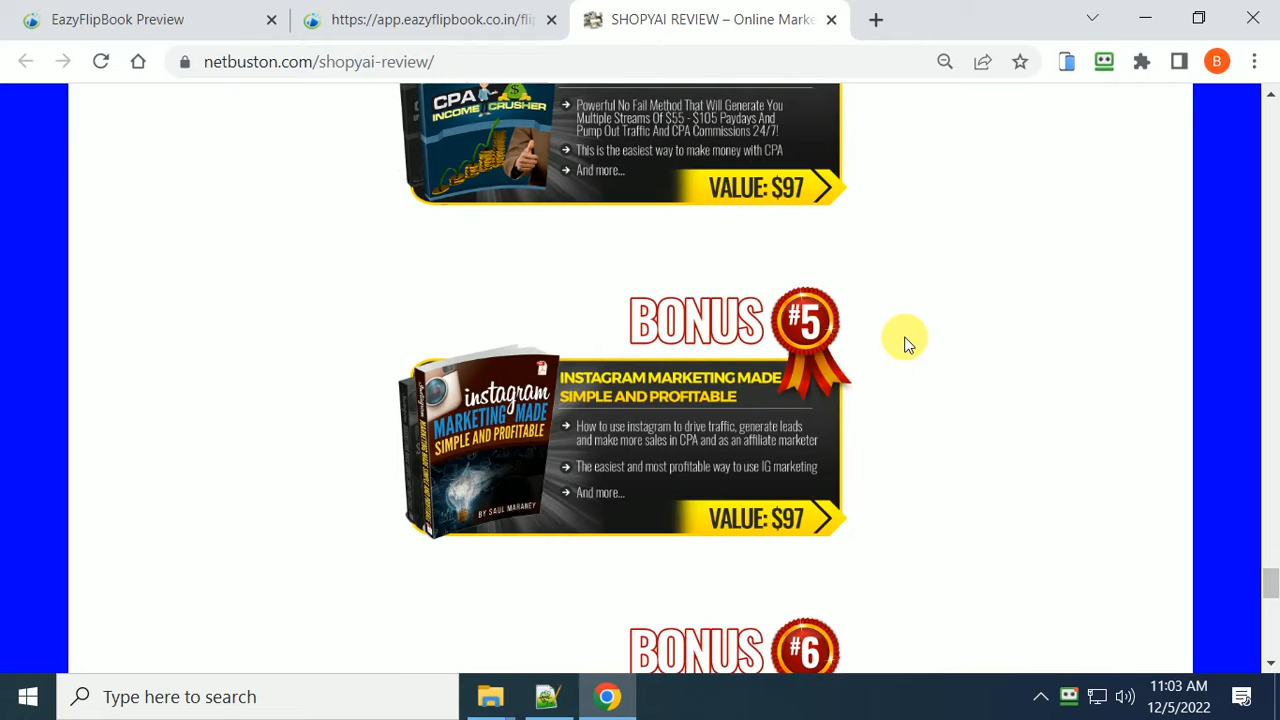 EazyFlipBook Preview
https://app.eazyflipbook.co.in/flip
SHOPYAI REVIEW – Online Marke
netbuston.com/shopyai-review/
B
CPA
INCOME CRUSHER
Powerful No Fail Method That Will Generate You
Multiple Streams Of $55 - $105 Paydays And
Pump Out Traffic And CPA Commissions 24/7!
This is the easiest way to make money with CPA
And more...
VALUE: $97
BONUS #5
instagram
MARKETING MADE
SIMPLE AND PROFITABLE
BY SAUL MARANEY
INSTAGRAM MARKETING MADE
SIMPLE AND PROFITABLE
How to use instagram to drive traffic, generate leads
and make more sales in CPA and as an affiliate marketer
The easiest and most profitable way to use IG marketing
And more...
VALUE: $97
BONUS #6
Type here to search
11:03 AM
12/5/2022